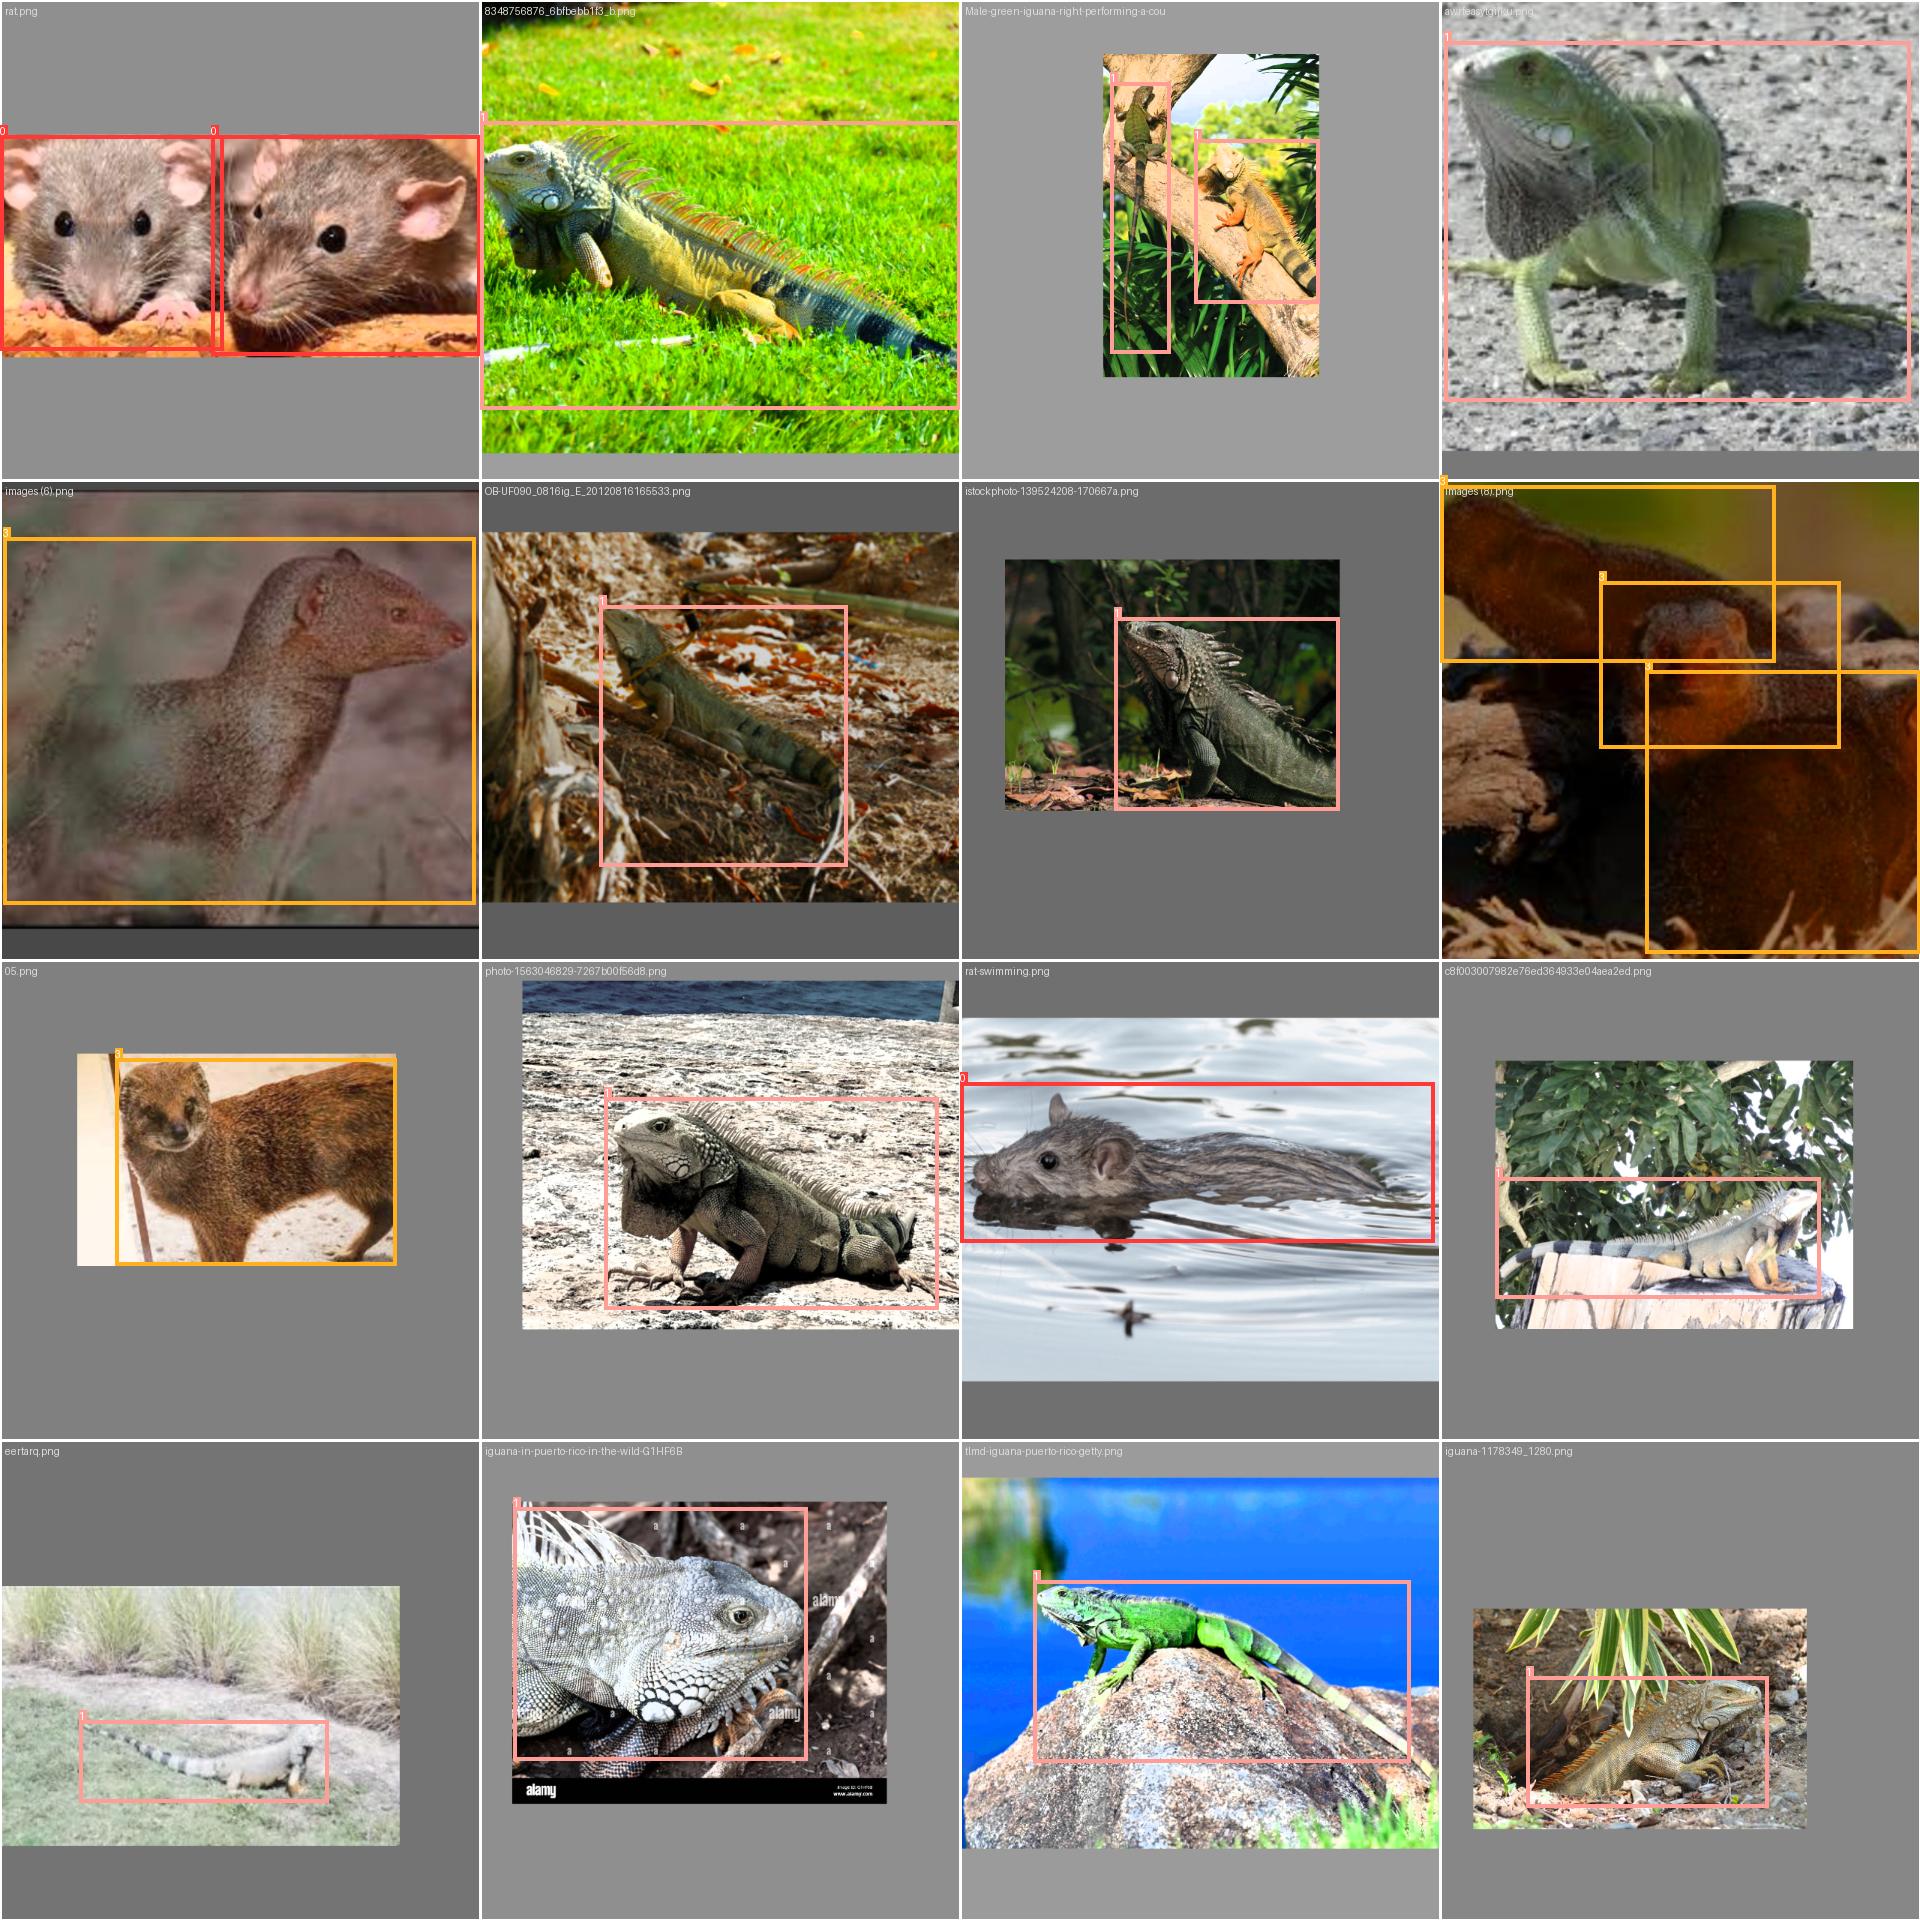 rat.png
8348756876_6bfbebb1f3_b.png
Male-green-iguana-right-performing-a-cou
0
0
1
1
1
1
images (6).png
OB-UF090_0816ig_E_20120816165533.png
istockphoto-139524208-170667a.png
images (8).png
3
1
1
3
3
3
05.png
photo-1563046829-7267b00f56d8.png
rat-swimming.png
c8f003007982e76ed364933e04aea2ed.png
3
1
0
1
eertarq.png
iguana-in-puerto-rico-in-the-wild-G1HF6B
tlmd-iguana-puerto-rico-getty.png
iguana-1178349_1280.png
1
1
1
1
a
a
a
a
a
alamy
alamy
a
a
a
alamy
a
a
a
a
alamy
www.alamy.com